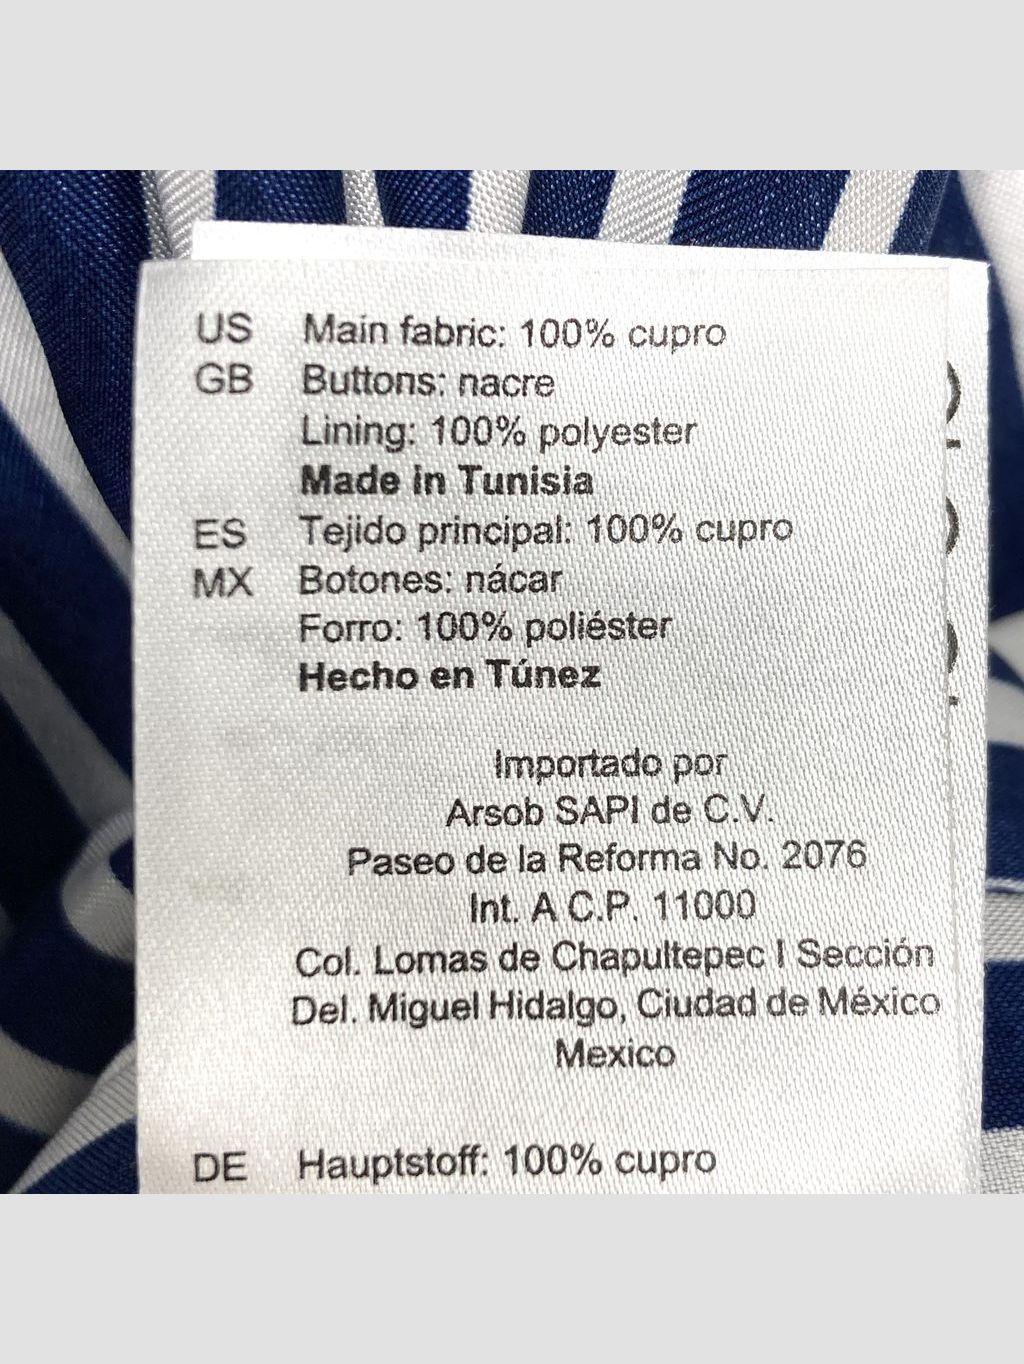 US Main fabric: 100% cupro
GB Buttons: nacre
Lining: 100% polyester
Made in Tunisia
ES Tejido principal: 100% cupro
MX Botones: nácar
Forro: 100% poliéster
Hecho en Túnez
Importado por
Arsob SAPI de C.V.
Paseo de la Reforma No. 2076
Int. A C.P. 11000
Col. Lomas de Chapultepec I Sección
Del. Miguel Hidalgo, Ciudad de México
Mexico
DE Hauptstoff: 100% cupro